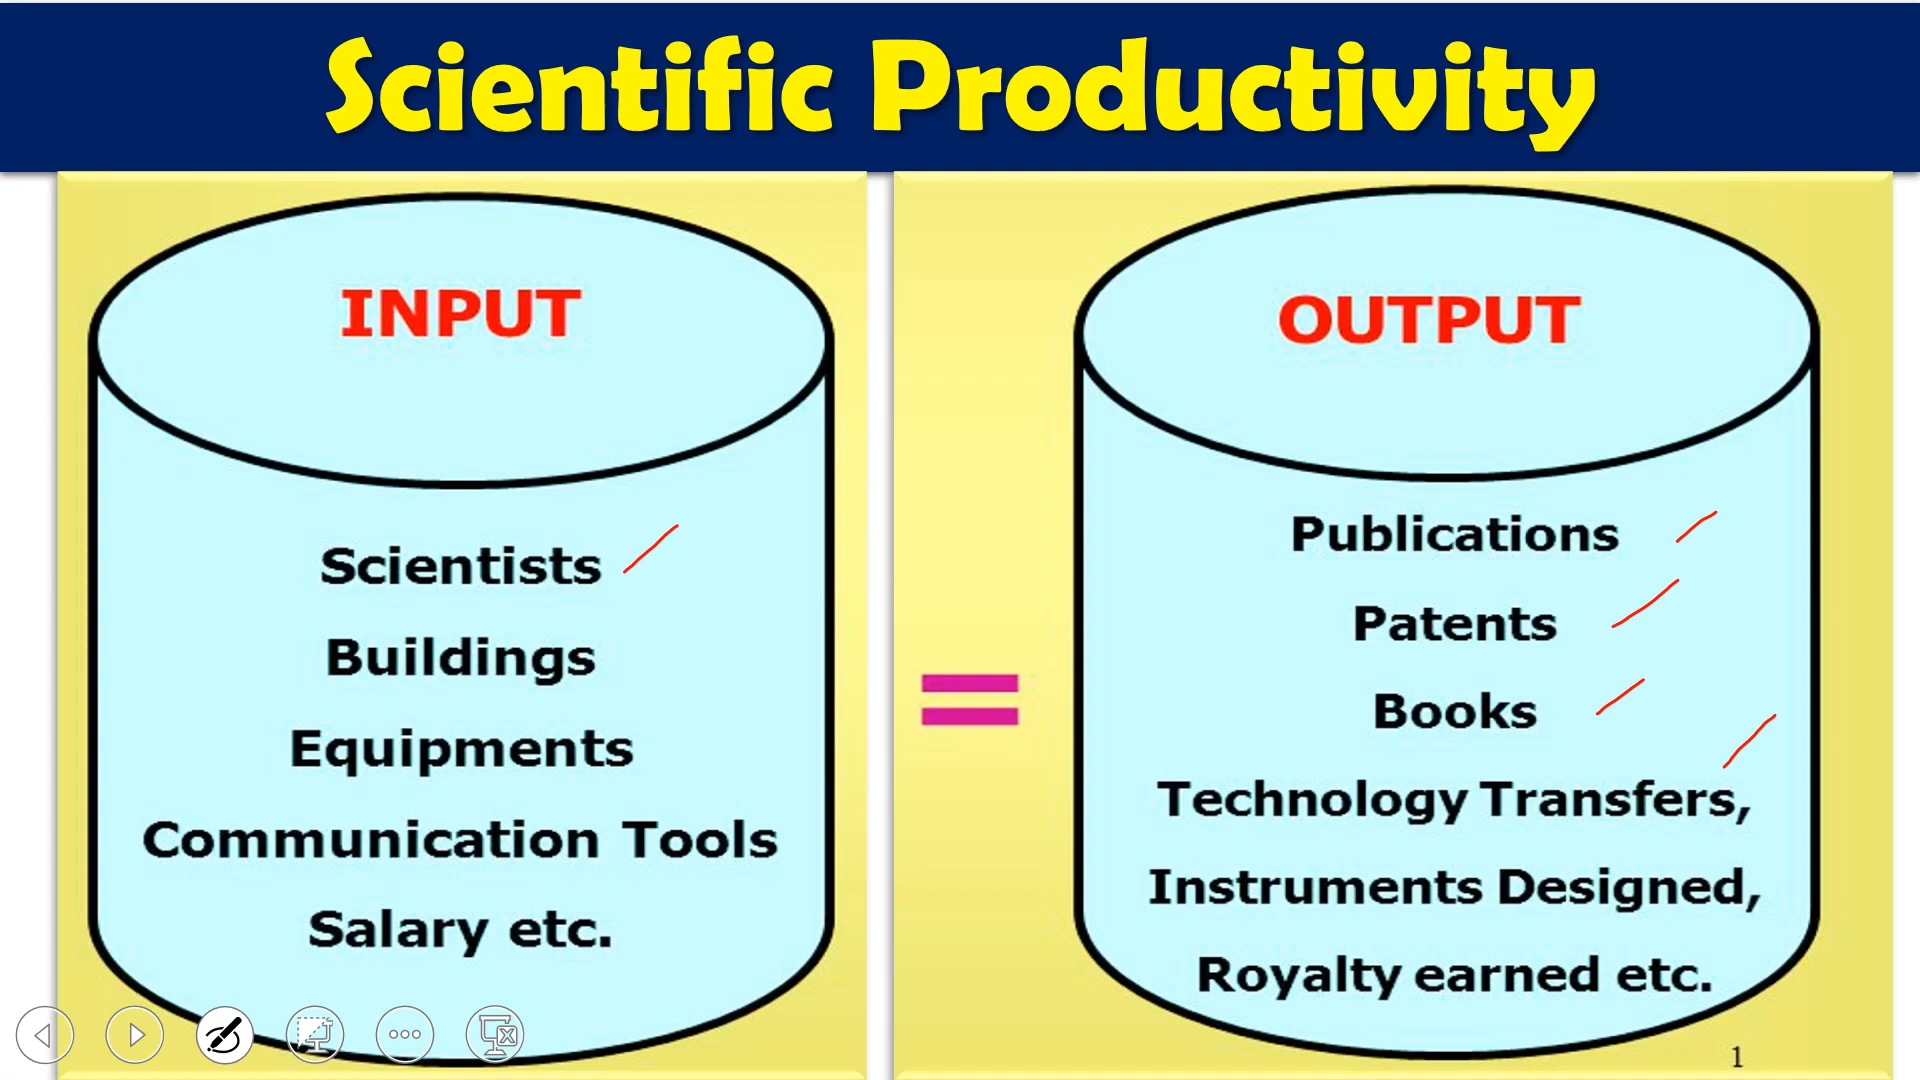 Scientific Productivity
INPUT
Scientists
Buildings
Equipments
Communication Tools
Salary etc.
=
OUTPUT
Publications
Patents
Books
Technology Transfers,
Instruments Designed,
Royalty earned etc.
1